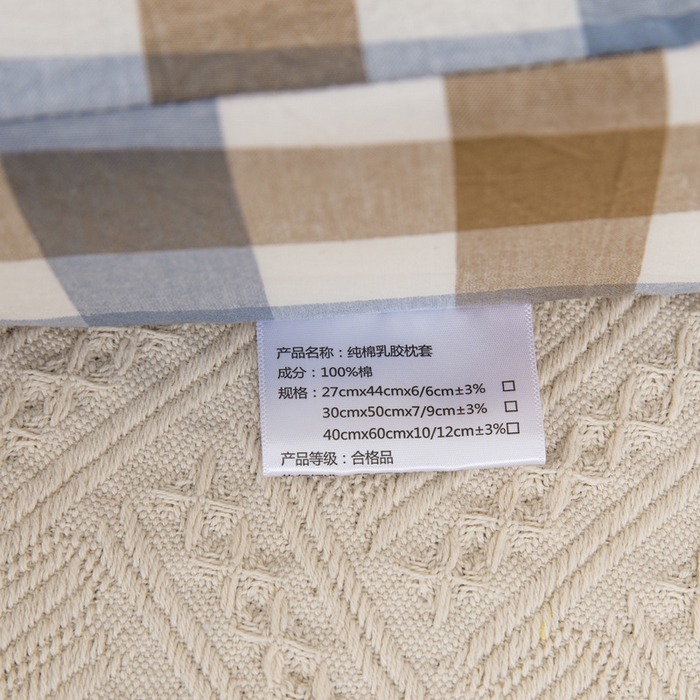 产品名称：纯棉乳胶枕套
成分：100%棉
规格：27cmx44cmx6/6cm±3% □
30cmx50cmx7/9cm±3% □
40cmx60cmx10/12cm±3%□
产品等级：合格品